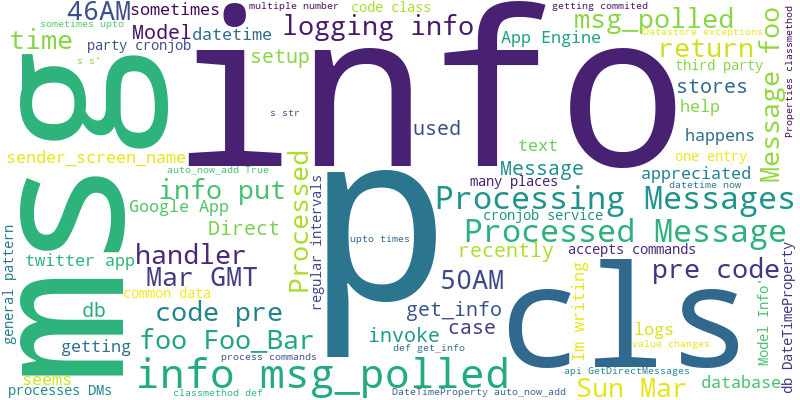 46AM
sometimes
multiple number
code class
getting commited
sometimes upto
Model
datetime
logging info
msg_polled
Datastore exceptions
time
party cronjob
App Engine
return
Properties classmethod
s s'
setup
third party
info
stores
Message foo
msg
s str
used
help
happens
text
sender_screen_name
Processed
one entry
auto_now_add True
p
Message
appreciated
info put
many places
datetime now
Google App
regular intervals
Processing Messages
cronjob service
Direct
Processed Message
general pattern
upto times
handler
recently
accepts commands
twitter app
Mar GMT
50AM
cls
pre code
common data
db
code pre
get_info
Im writing
Model Info'
db DateTimeProperty
getting
foo Foo_Bar
invoke
case
logs
def get_info
value changes
process commands
seems
info msg_polled
api GetDirectMessages
processes DMs
classmethod def
DateTimeProperty auto_now_add
Sun Mar
database